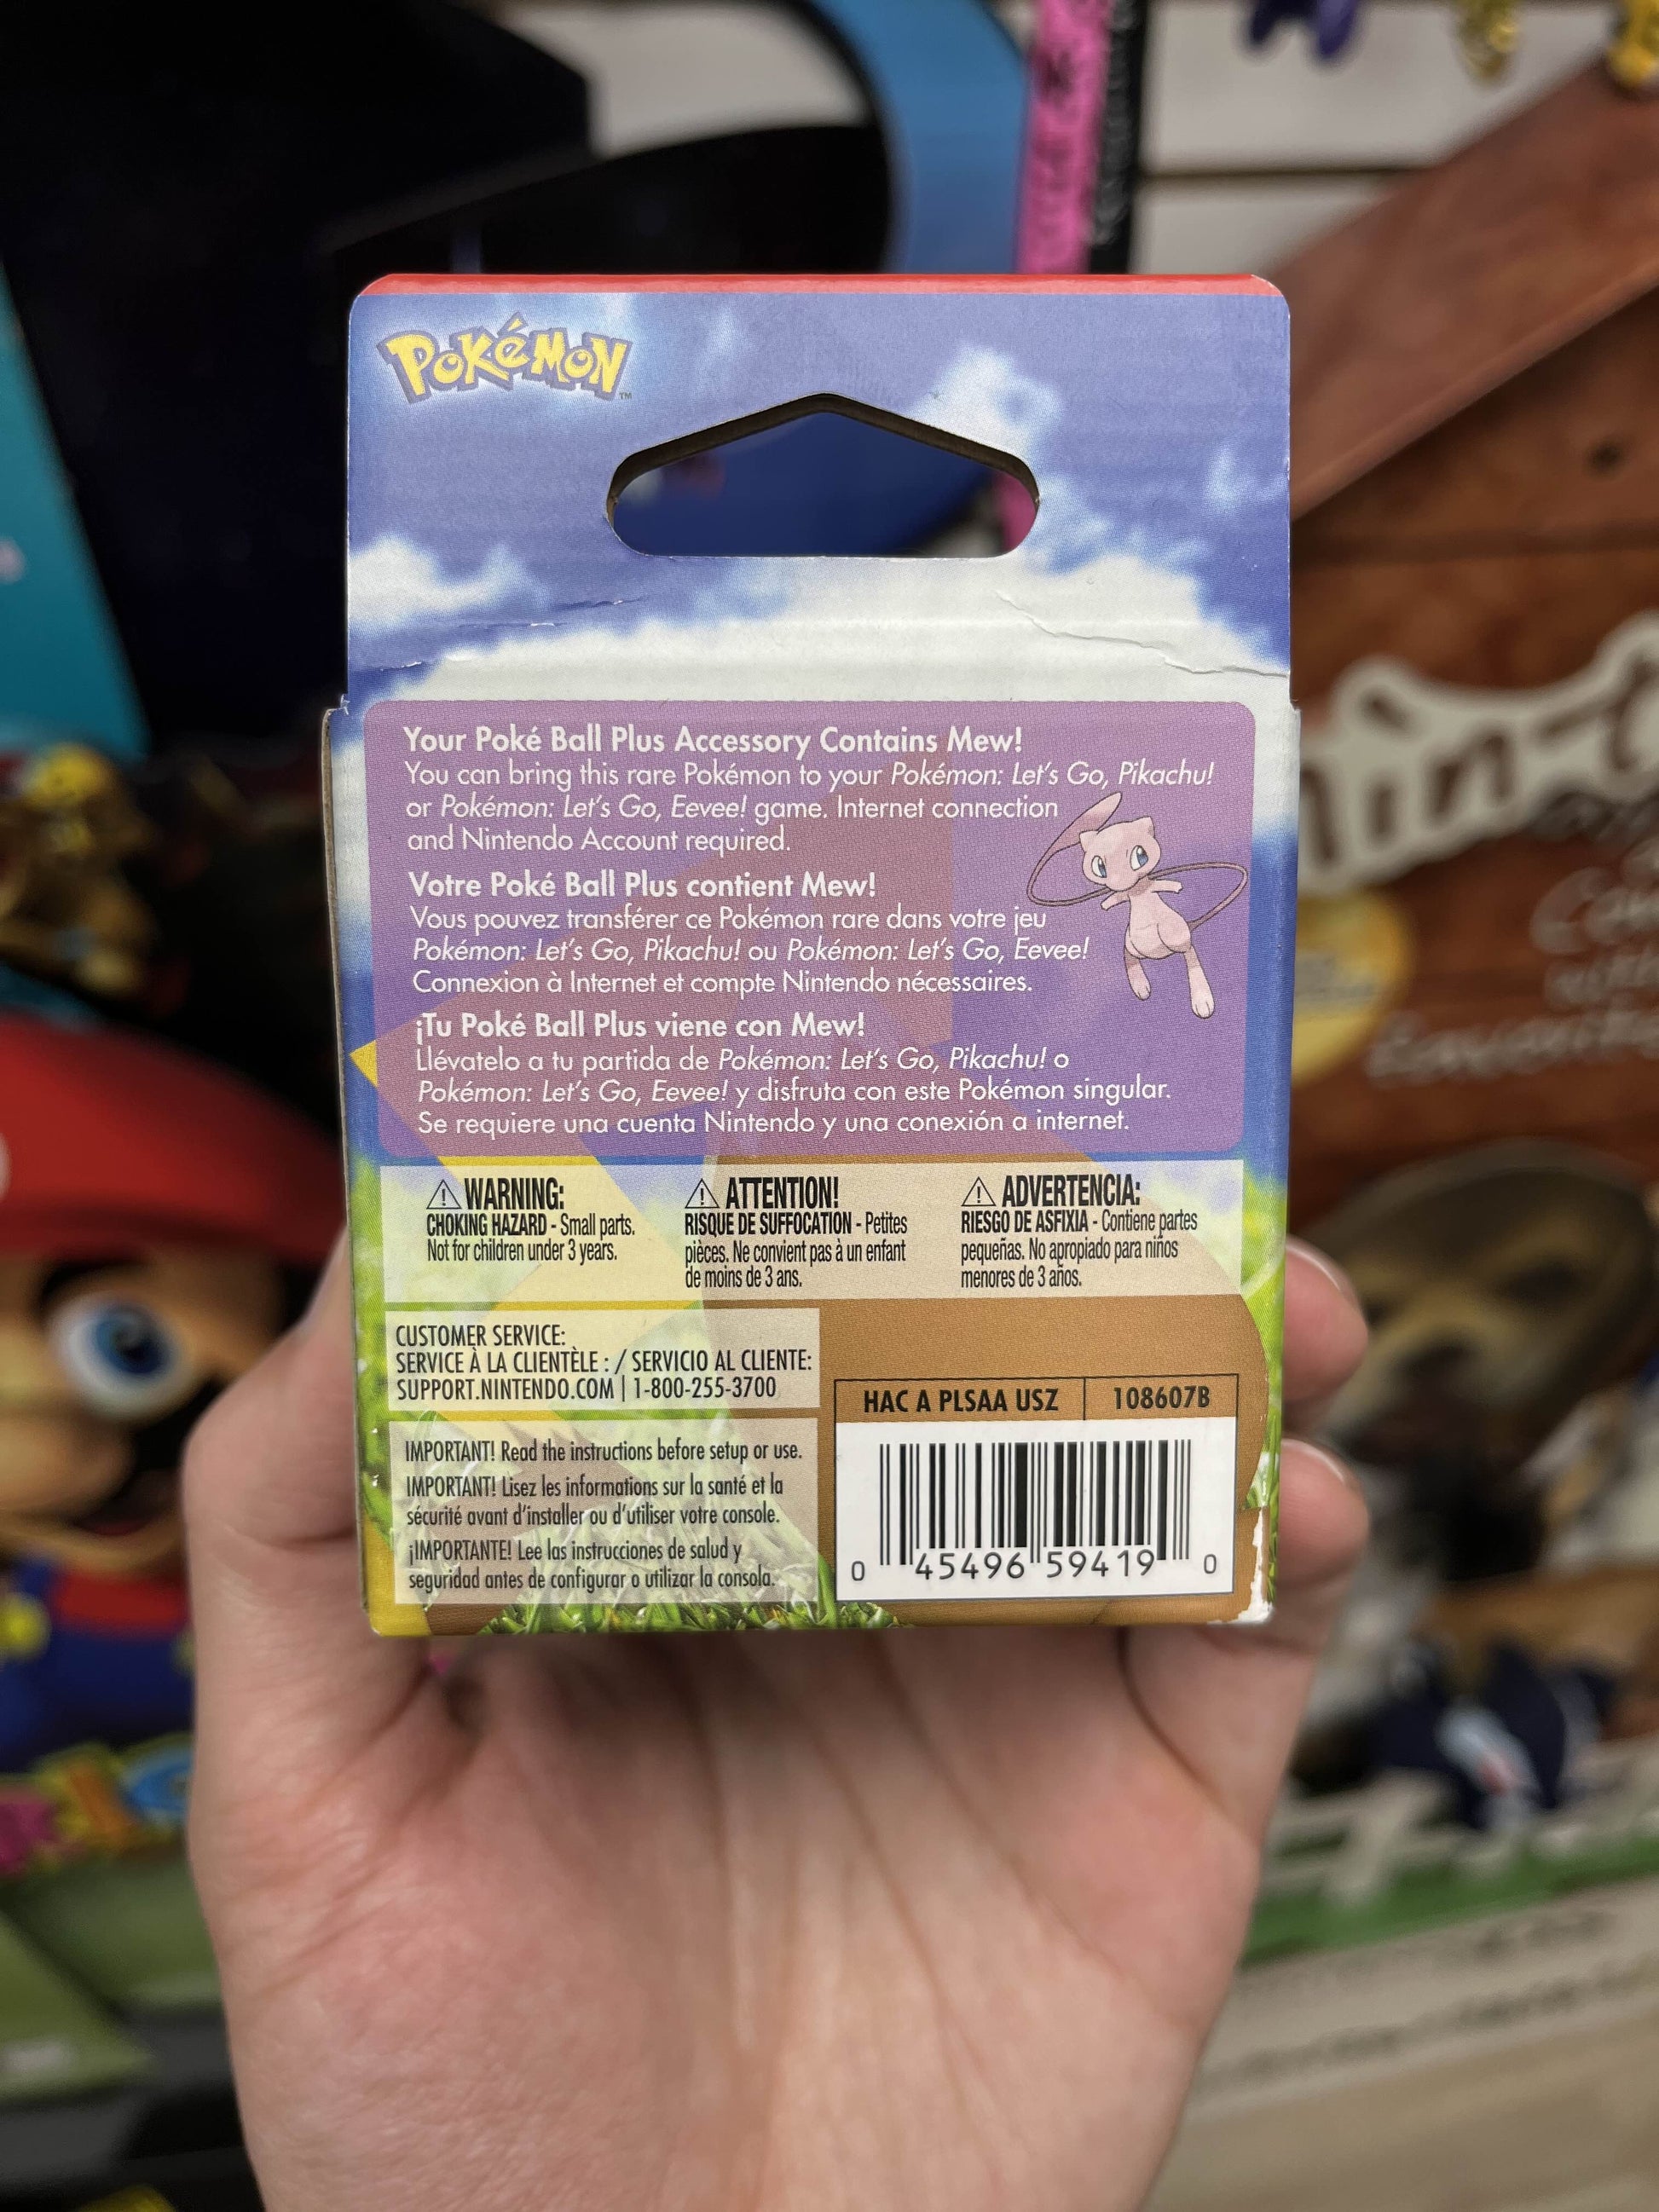 POKéMON
TM
Your Poké Ball Plus Accessory Contains Mew!
You can bring this rare Pokémon to your Pokémon: Let's Go, Pikachu!
or Pokémon: Let's Go, Eevee! game. Internet connection
and Nintendo Account required.
Votre Poké Ball Plus contient Mew!
Vous pouvez transférer ce Pokémon rare dans votre jeu
Pokémon: Let's Go, Pikachu! ou Pokémon: Let's Go, Eevee!
Connexion à Internet et compte Nintendo nécessaires.
¡Tu Poké Ball Plus viene con Mew!
Llévatelo a tu partida de Pokémon: Let's Go, Pikachu! o
Pokémon: Let's Go, Eevee! y disfruta con este Pokémon singular.
Se requiere una cuenta Nintendo y una conexión a internet.
WARNING:
CHOKING HAZARD - Small parts.
Not for children under 3 years.
ATTENTION!
RISQUE DE SUFFOCATION - Petites
pièces. Ne convient pas à un enfant
de moins de 3 ans.
ADVERTENCIA:
RIESGO DE ASFIXIA - Contiene partes
pequeñas. No apropiado para niños
menores de 3 años.
CUSTOMER SERVICE:
SERVICE À LA CLIENTÈLE : / SERVICIO AL CLIENTE:
SUPPORT.NINTENDO.COM | 1-800-255-3700
IMPORTANT! Read the instructions before setup or use.
IMPORTANT! Lisez les informations sur la santé et la
sécurité avant d'installer ou d'utiliser votre console.
¡IMPORTANTE! Lee las instrucciones de salud y
seguridad antes de configurar o utilizar la consola.
HAC A PLSAA USZ 108607B
0 45496 59419 0